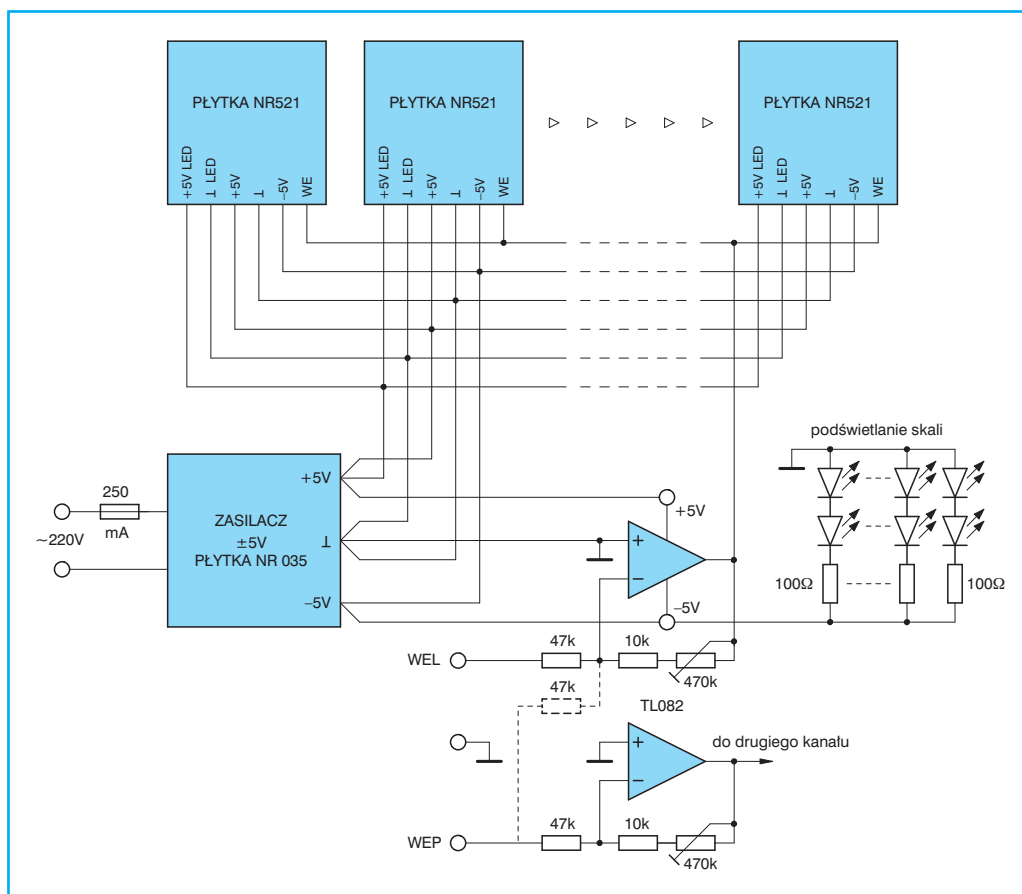 PŁYTKA NR521
PŁYTKA NR521
PŁYTKA NR521
+5V LED
⊥ LED
+5V
⊥
–5V
WE
+5V LED
⊥ LED
+5V
⊥
–5V
WE
+5V LED
⊥ LED
+5V
⊥
–5V
WE
podświetlanie skali
250
mA
~220V
ZASILACZ
±5V
PŁYTKA NR 035
+5V
⊥
–5V
+5V
+
–
–5V
100Ω
100Ω
WEL
47k
10k
470k
47k
TL082
+
–
do drugiego kanału
WEP
47k
10k
470k